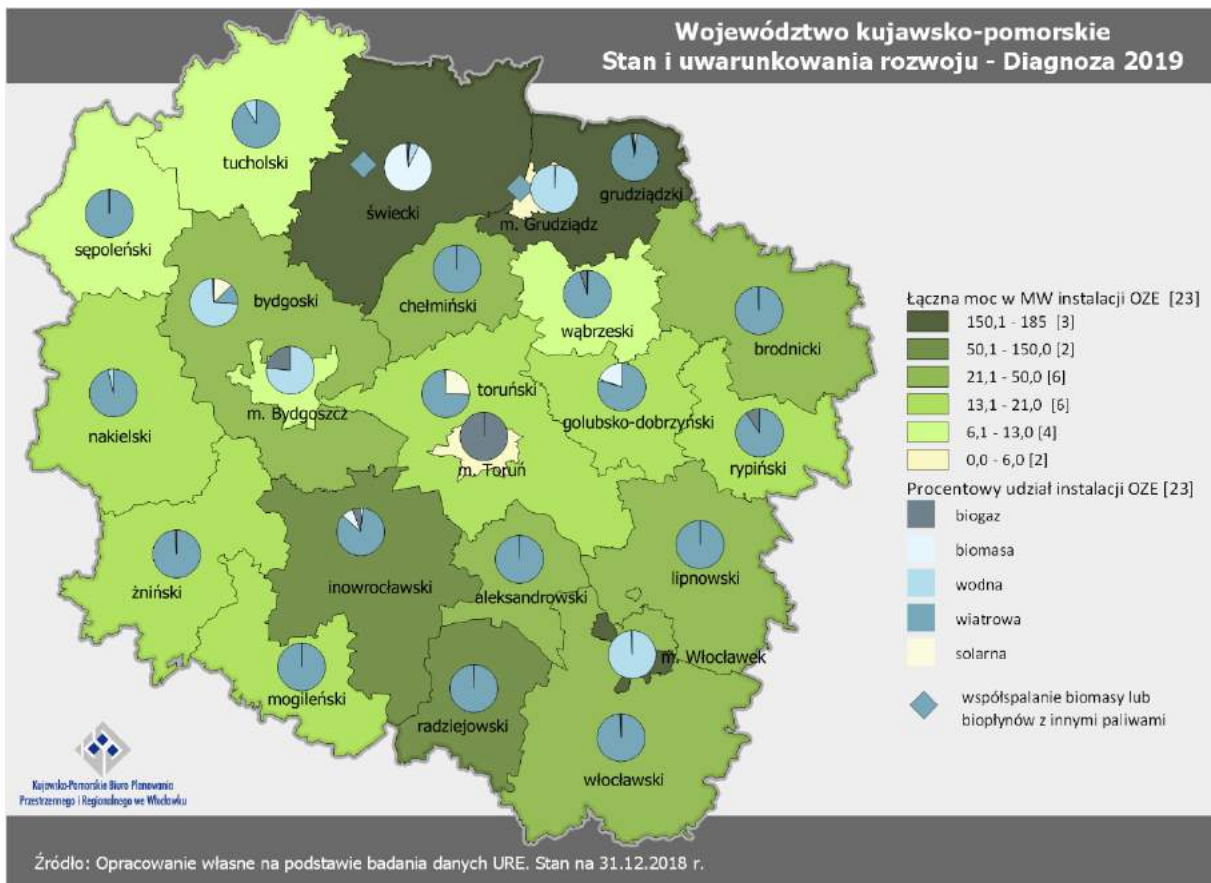 Województwo kujawsko-pomorskie
Stan i uwarunkowania rozwoju - Diagnoza 2019
tucholski
świecki
grudziądzki
m. Grudziądz
sępoleński
bydgoski
chełmiński
wąbrzeski
brodnicki
m. Bydgoszcz
nakielski
toruński
golubsko-dobrzyński
m. Toruń
rypiński
żniński
inowrocławski
aleksandrowski
lipnowski
m. Włocławek
mogileński
radziejowski
włocławski
Łączna moc w MW instalacji OZE [23]
150,1 - 185 [3]
50,1 - 150,0 [2]
21,1 - 50,0 [6]
13,1 - 21,0 [6]
6,1 - 13,0 [4]
0,0 - 6,0 [2]
Procentowy udział instalacji OZE [23]
biogaz
biomasa
wodna
wiatrowa
solarna
współspalanie biomasy lub
biopłynów z innymi paliwami
Kujawsko-Pomorskie Biuro Planowania
Przestrzennego i Regionalnego we Włocławku
Źródło: Opracowanie własne na podstawie badania danych URE. Stan na 31.12.2018 r.